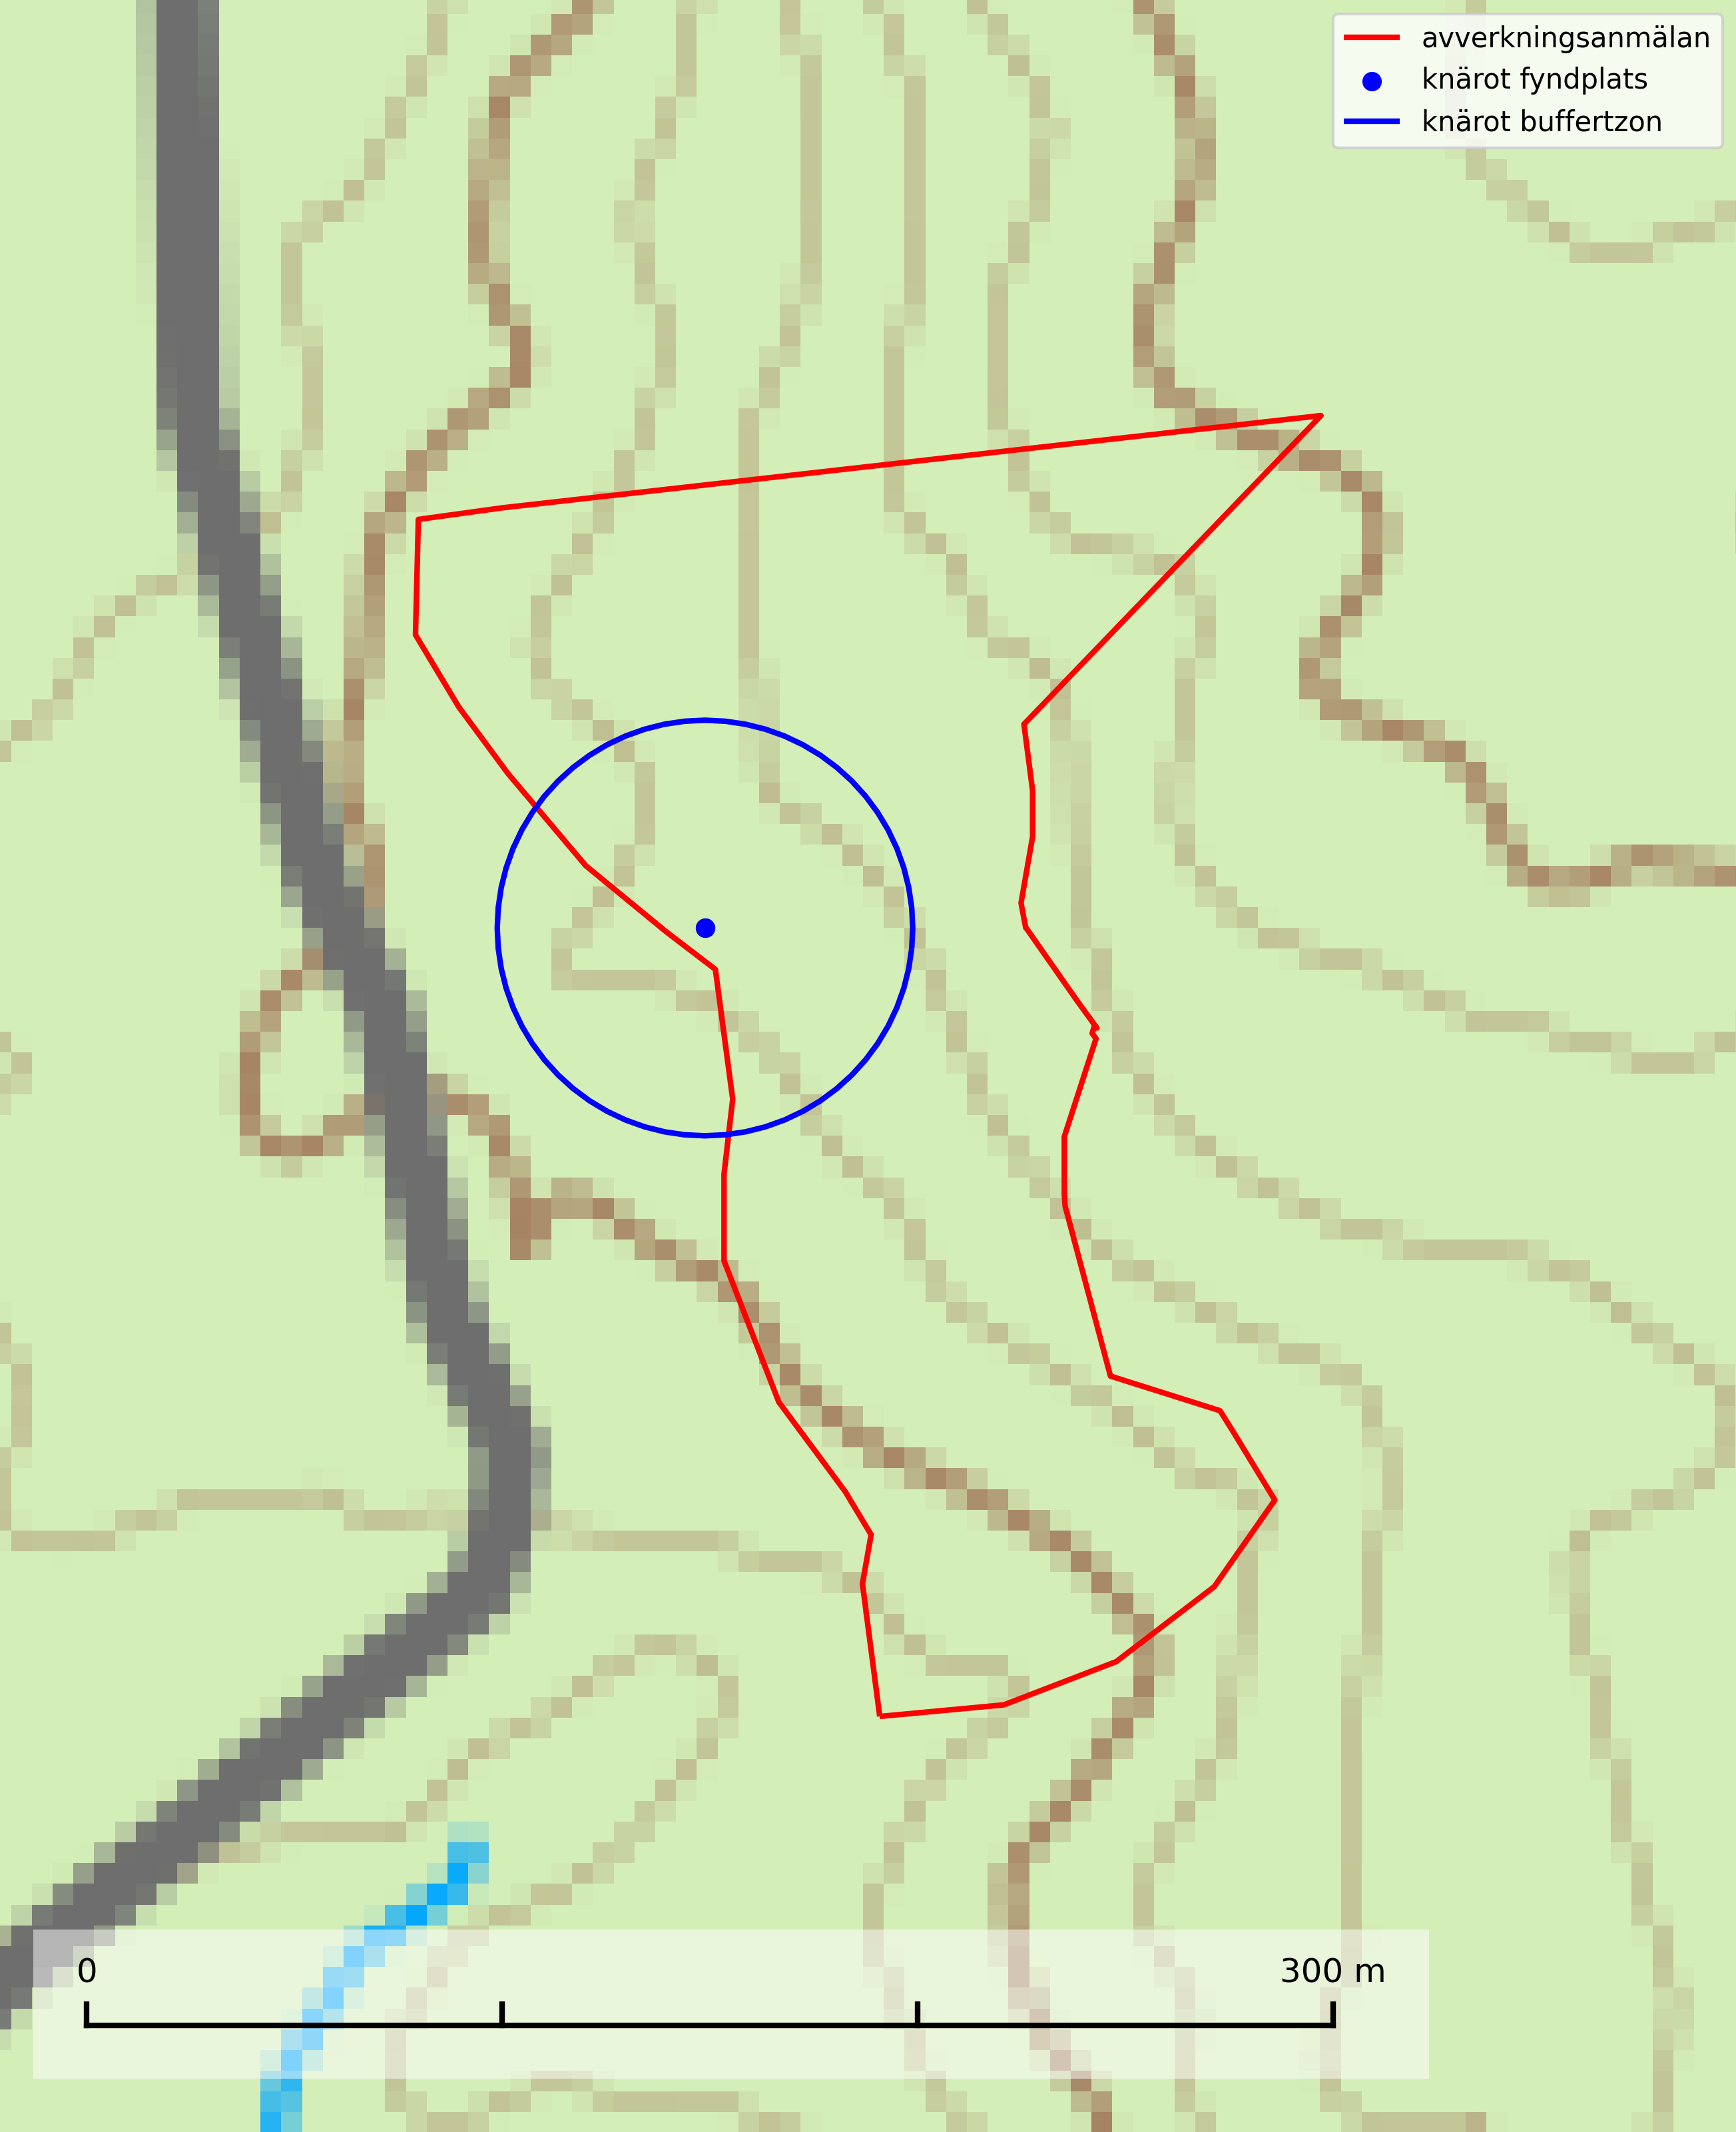 avverkningsanmälan
knärot fyndplats
knärot buffertzon
0
300 m